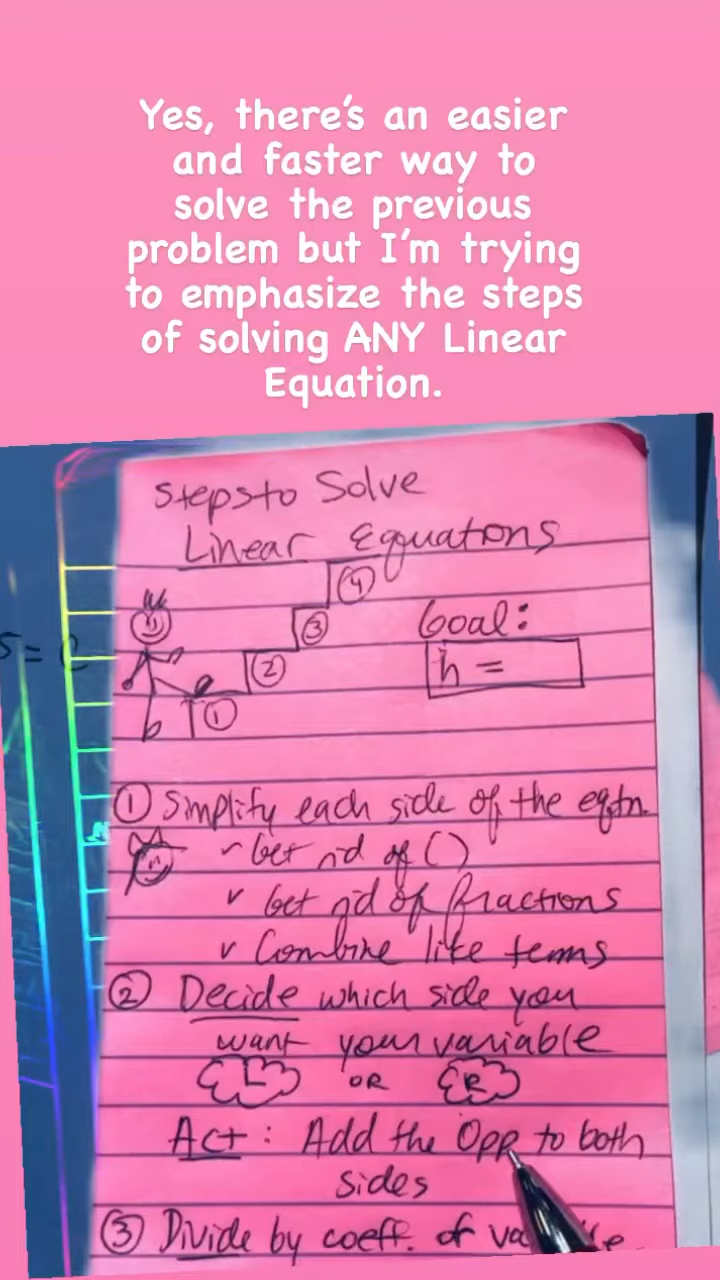 Yes, there's an easier
and faster way to
solve the previous
problem but I'm trying
to emphasize the steps
of solving ANY Linear
Equation.
Steps to Solve
Linear Equations
④
③
②
①
Goal:
h =
① Simplify each side of the eqtn.
✓ Get rid of ( )
✓ Get rid of fractions
✓ Combine like terms
② Decide which side you
want your variable
L OR R
Act: Add the Opp to both
sides
③ Divide by coeff. of